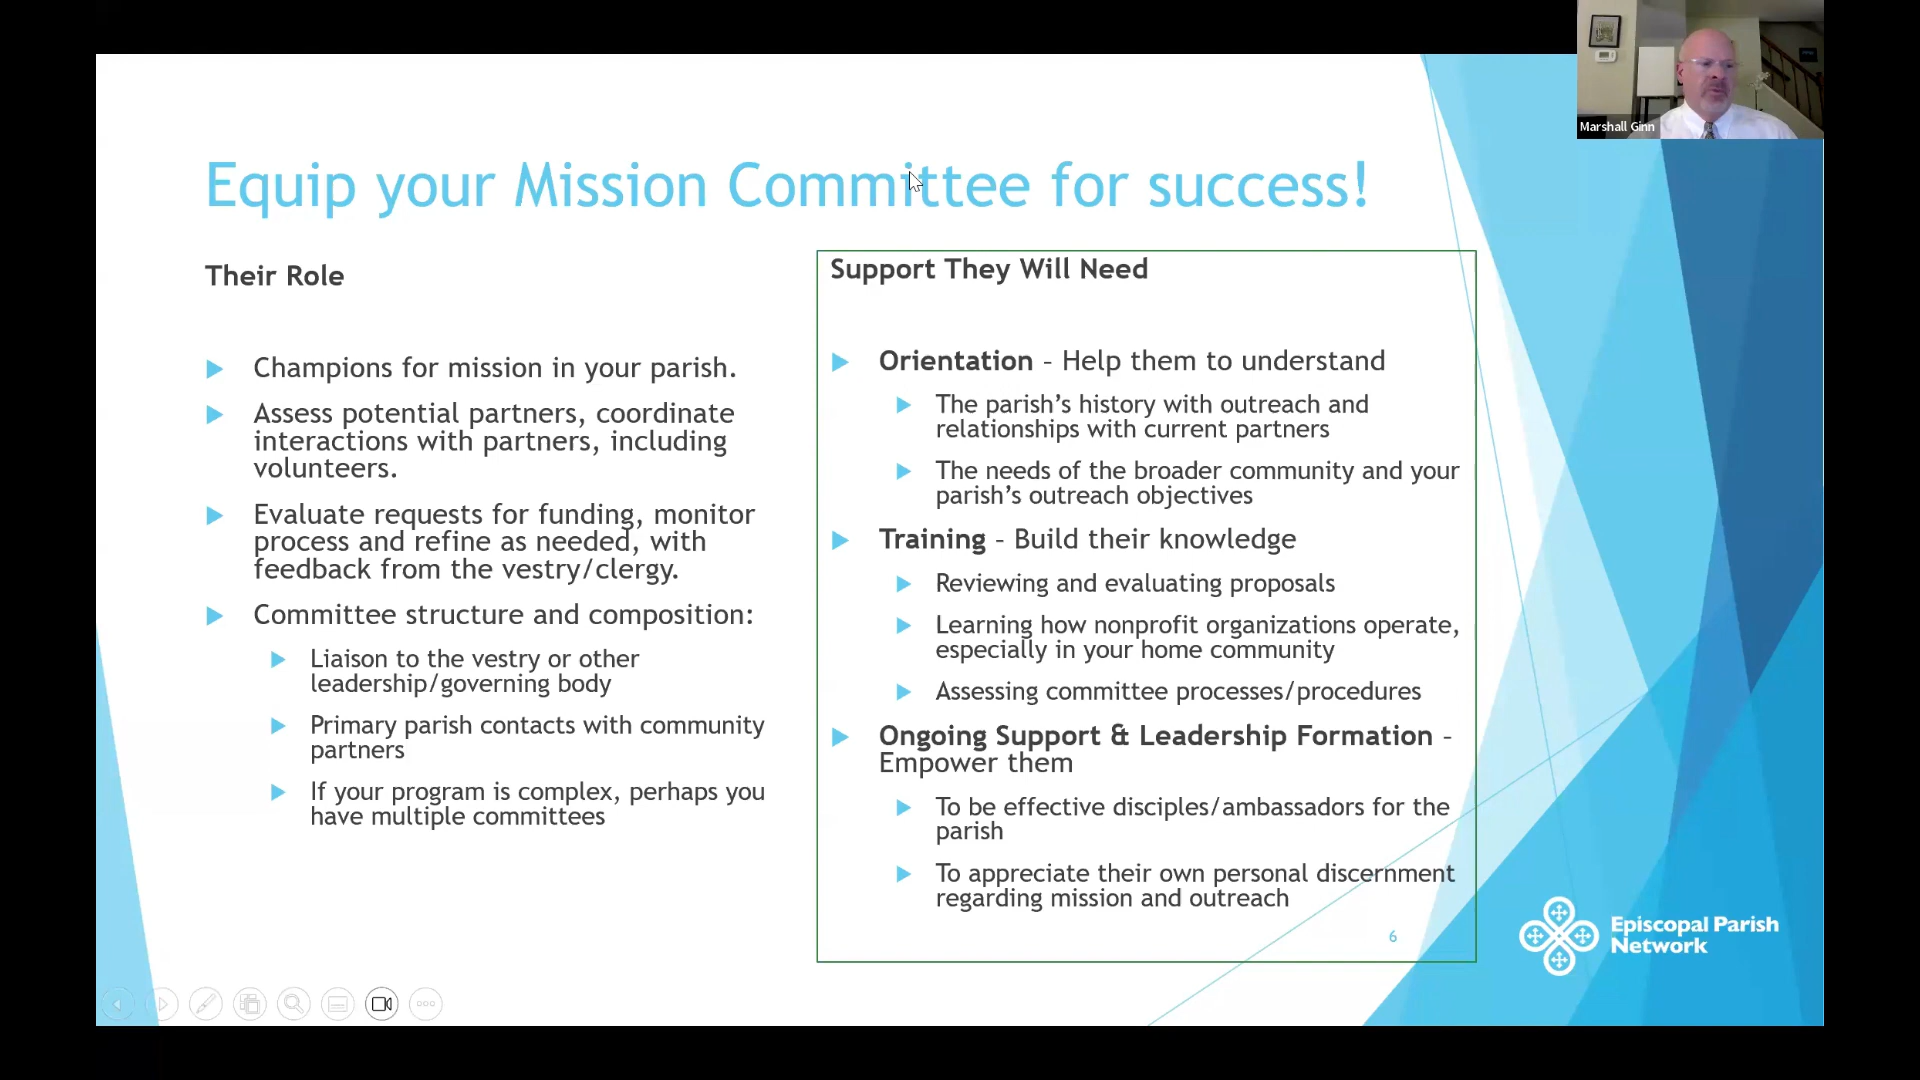 Marshall Ginn
Equip your Mission Committee for success!
Their Role
Champions for mission in your parish.
Assess potential partners, coordinate
interactions with partners, including
volunteers.
Evaluate requests for funding, monitor
process and refine as needed, with
feedback from the vestry/clergy.
Committee structure and composition:
Liaison to the vestry or other
leadership/governing body
Primary parish contacts with community
partners
If your program is complex, perhaps you
have multiple committees
Support They Will Need
Orientation – Help them to understand
The parish’s history with outreach and
relationships with current partners
The needs of the broader community and your
parish’s outreach objectives
Training – Build their knowledge
Reviewing and evaluating proposals
Learning how nonprofit organizations operate,
especially in your home community
Assessing committee processes/procedures
Ongoing Support & Leadership Formation –
Empower them
To be effective disciples/ambassadors for the
parish
To appreciate their own personal discernment
regarding mission and outreach
6
Episcopal Parish
Network